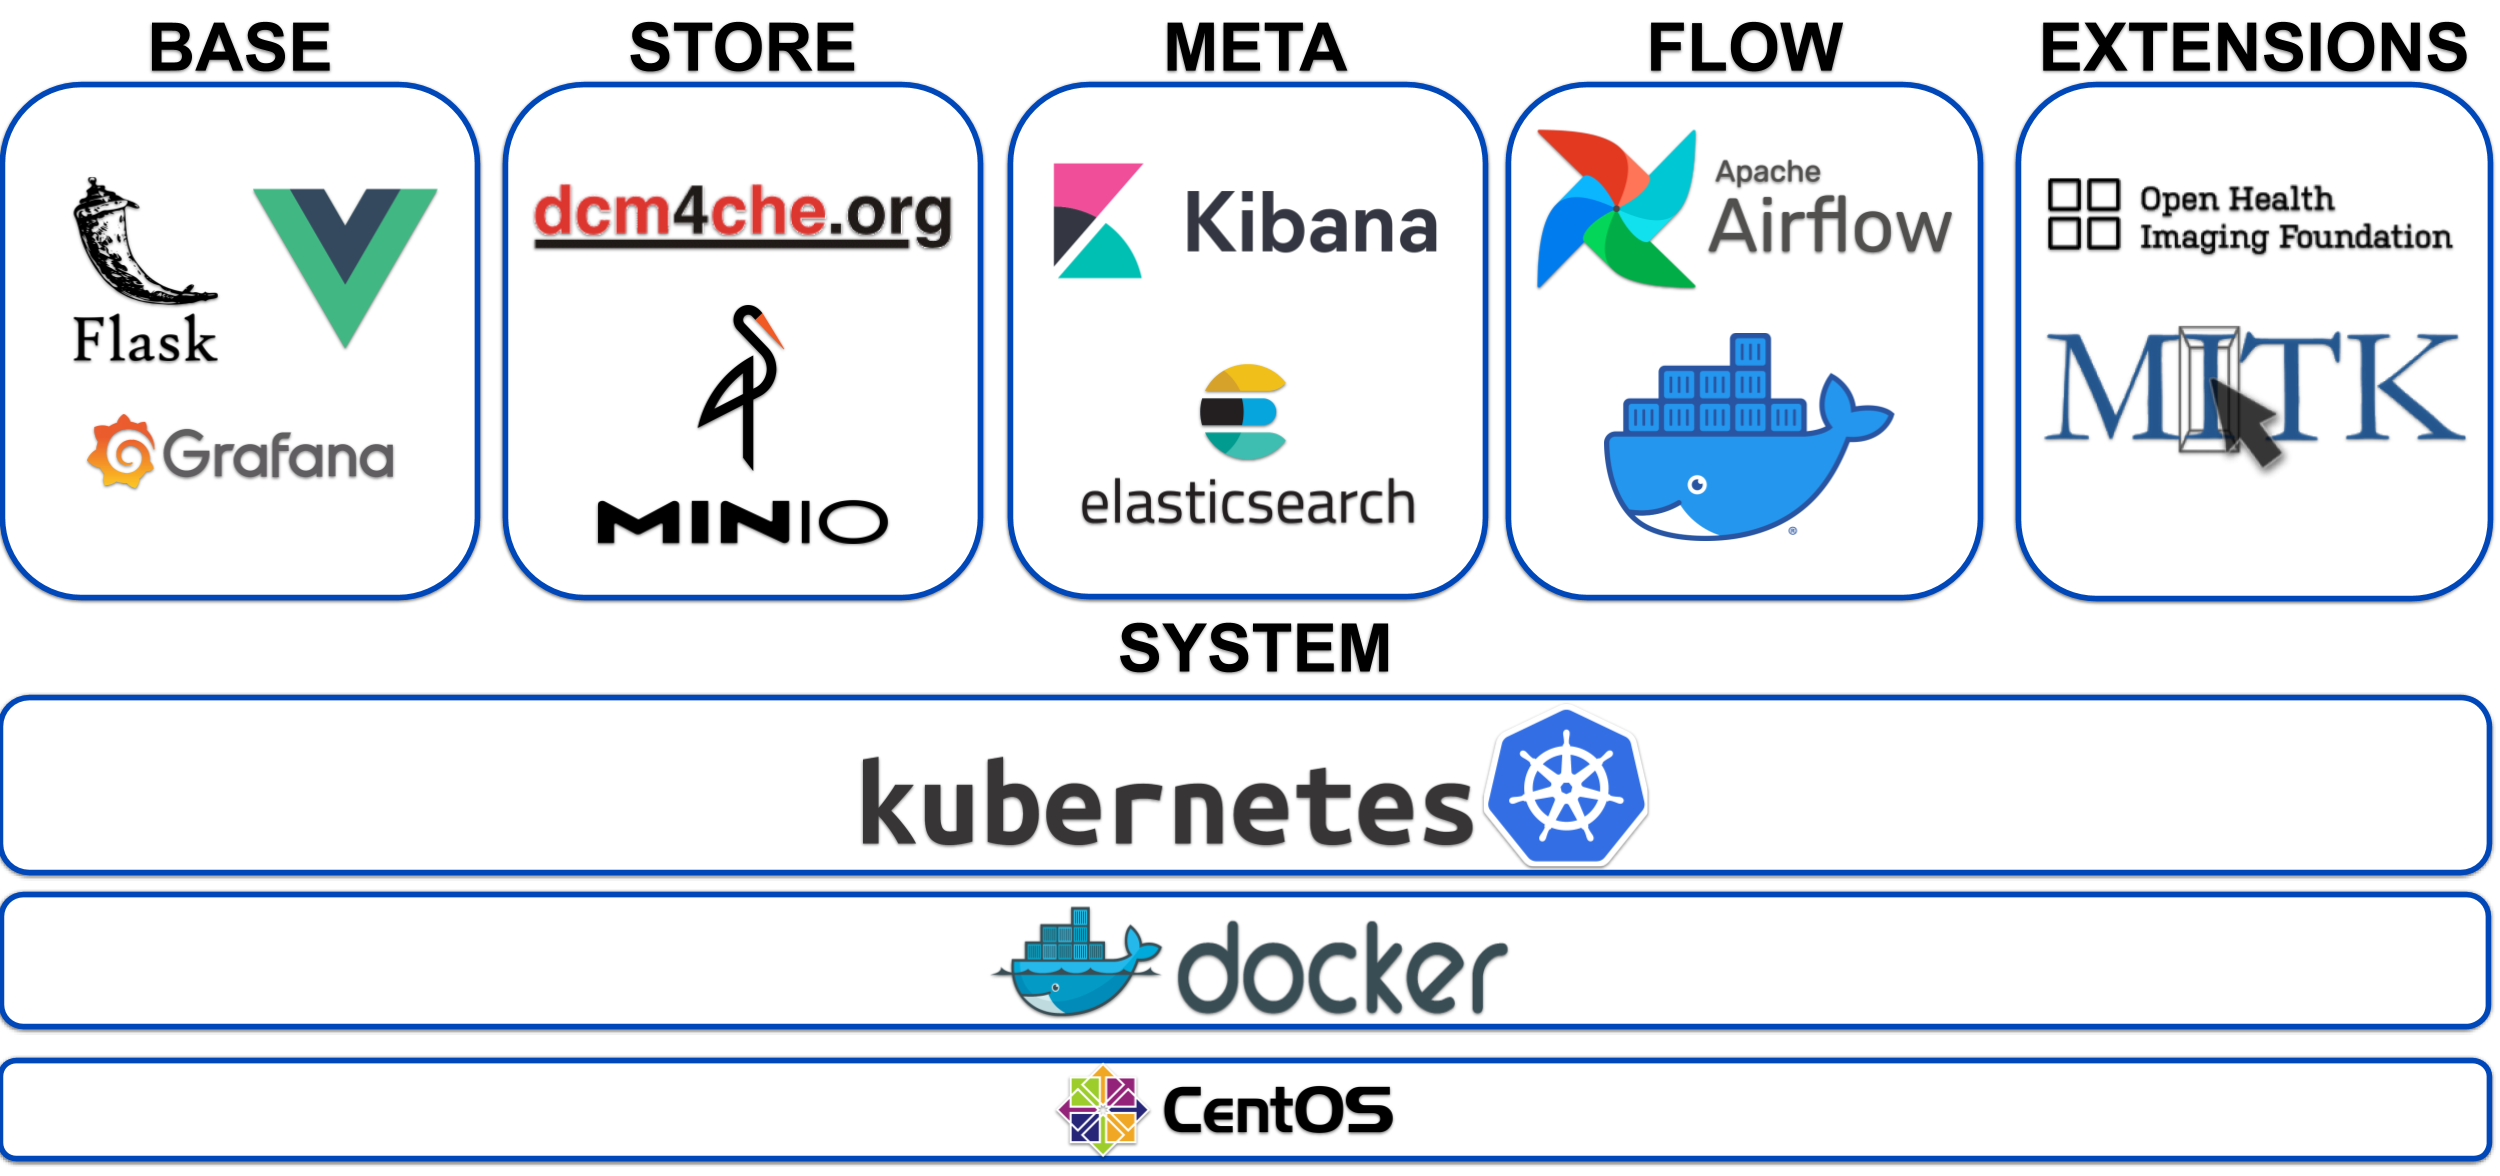 BASE
STORE
META
FLOW
EXTENSIONS
Flask
Grafana
dcm4che.org
MINIO
Kibana
elasticsearch
Apache
Airflow
®
Open Health
Imaging Foundation
MITK
SYSTEM
kubernetes
docker
CentOS